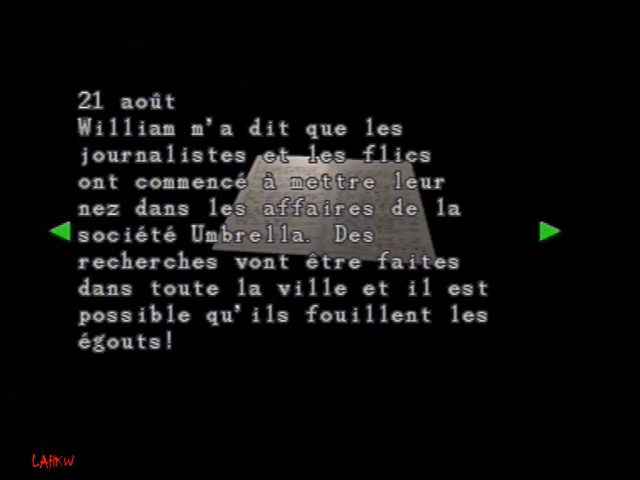 21 août
William m'a dit que les
journalistes et les flics
ont commencé à mettre leur
nez dans les affaires de la
société Umbrella. Des
recherches vont être faites
dans toute la ville et il est
possible qu'ils fouillent les
égouts!